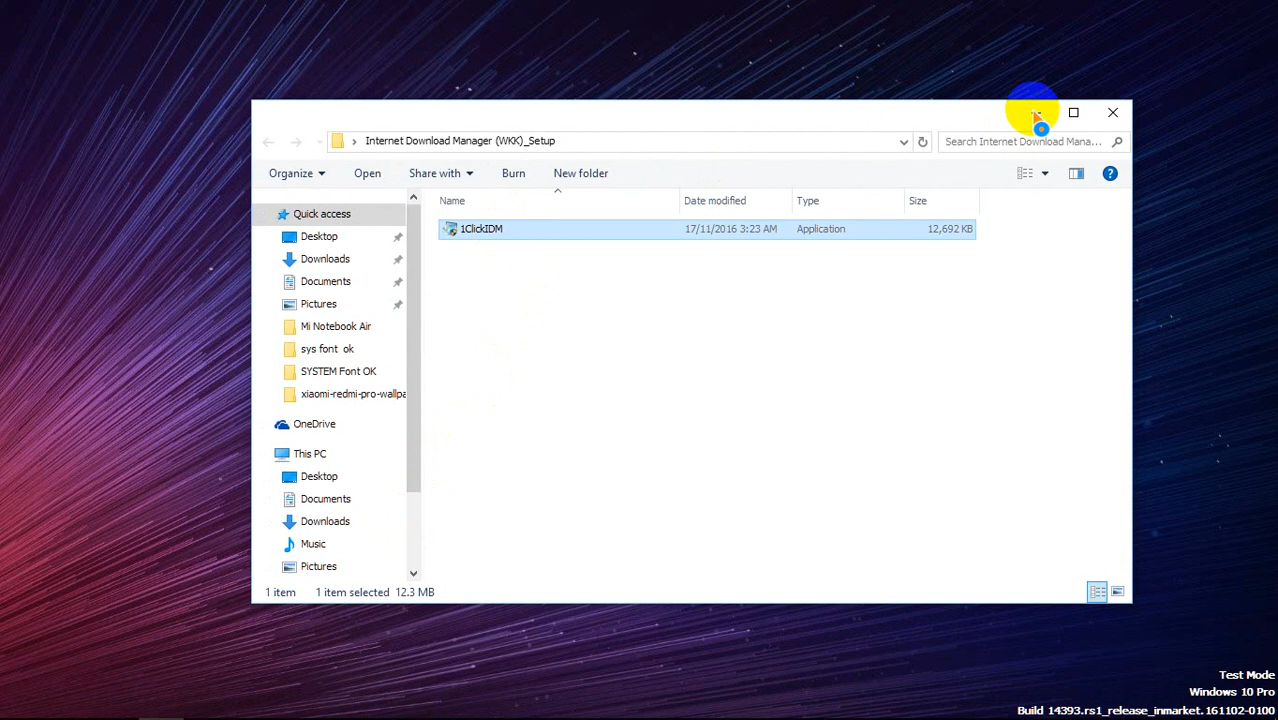 Internet Download Manager (WKK)_Setup
Search Internet Download Mana...
Organize
Open
Share with
Burn
New folder
Name
Date modified
Type
Size
Quick access
Desktop
Downloads
Documents
Pictures
Mi Notebook Air
sys font ok
SYSTEM Font OK
xiaomi-redmi-pro-wallpa
OneDrive
This PC
Desktop
Documents
Downloads
Music
Pictures
1ClickIDM
17/11/2016 3:23 AM
Application
12,692 KB
1 item
1 item selected 12.3 MB
Test Mode
Windows 10 Pro
Build 14393.rs1_release_inmarket.161102-0100